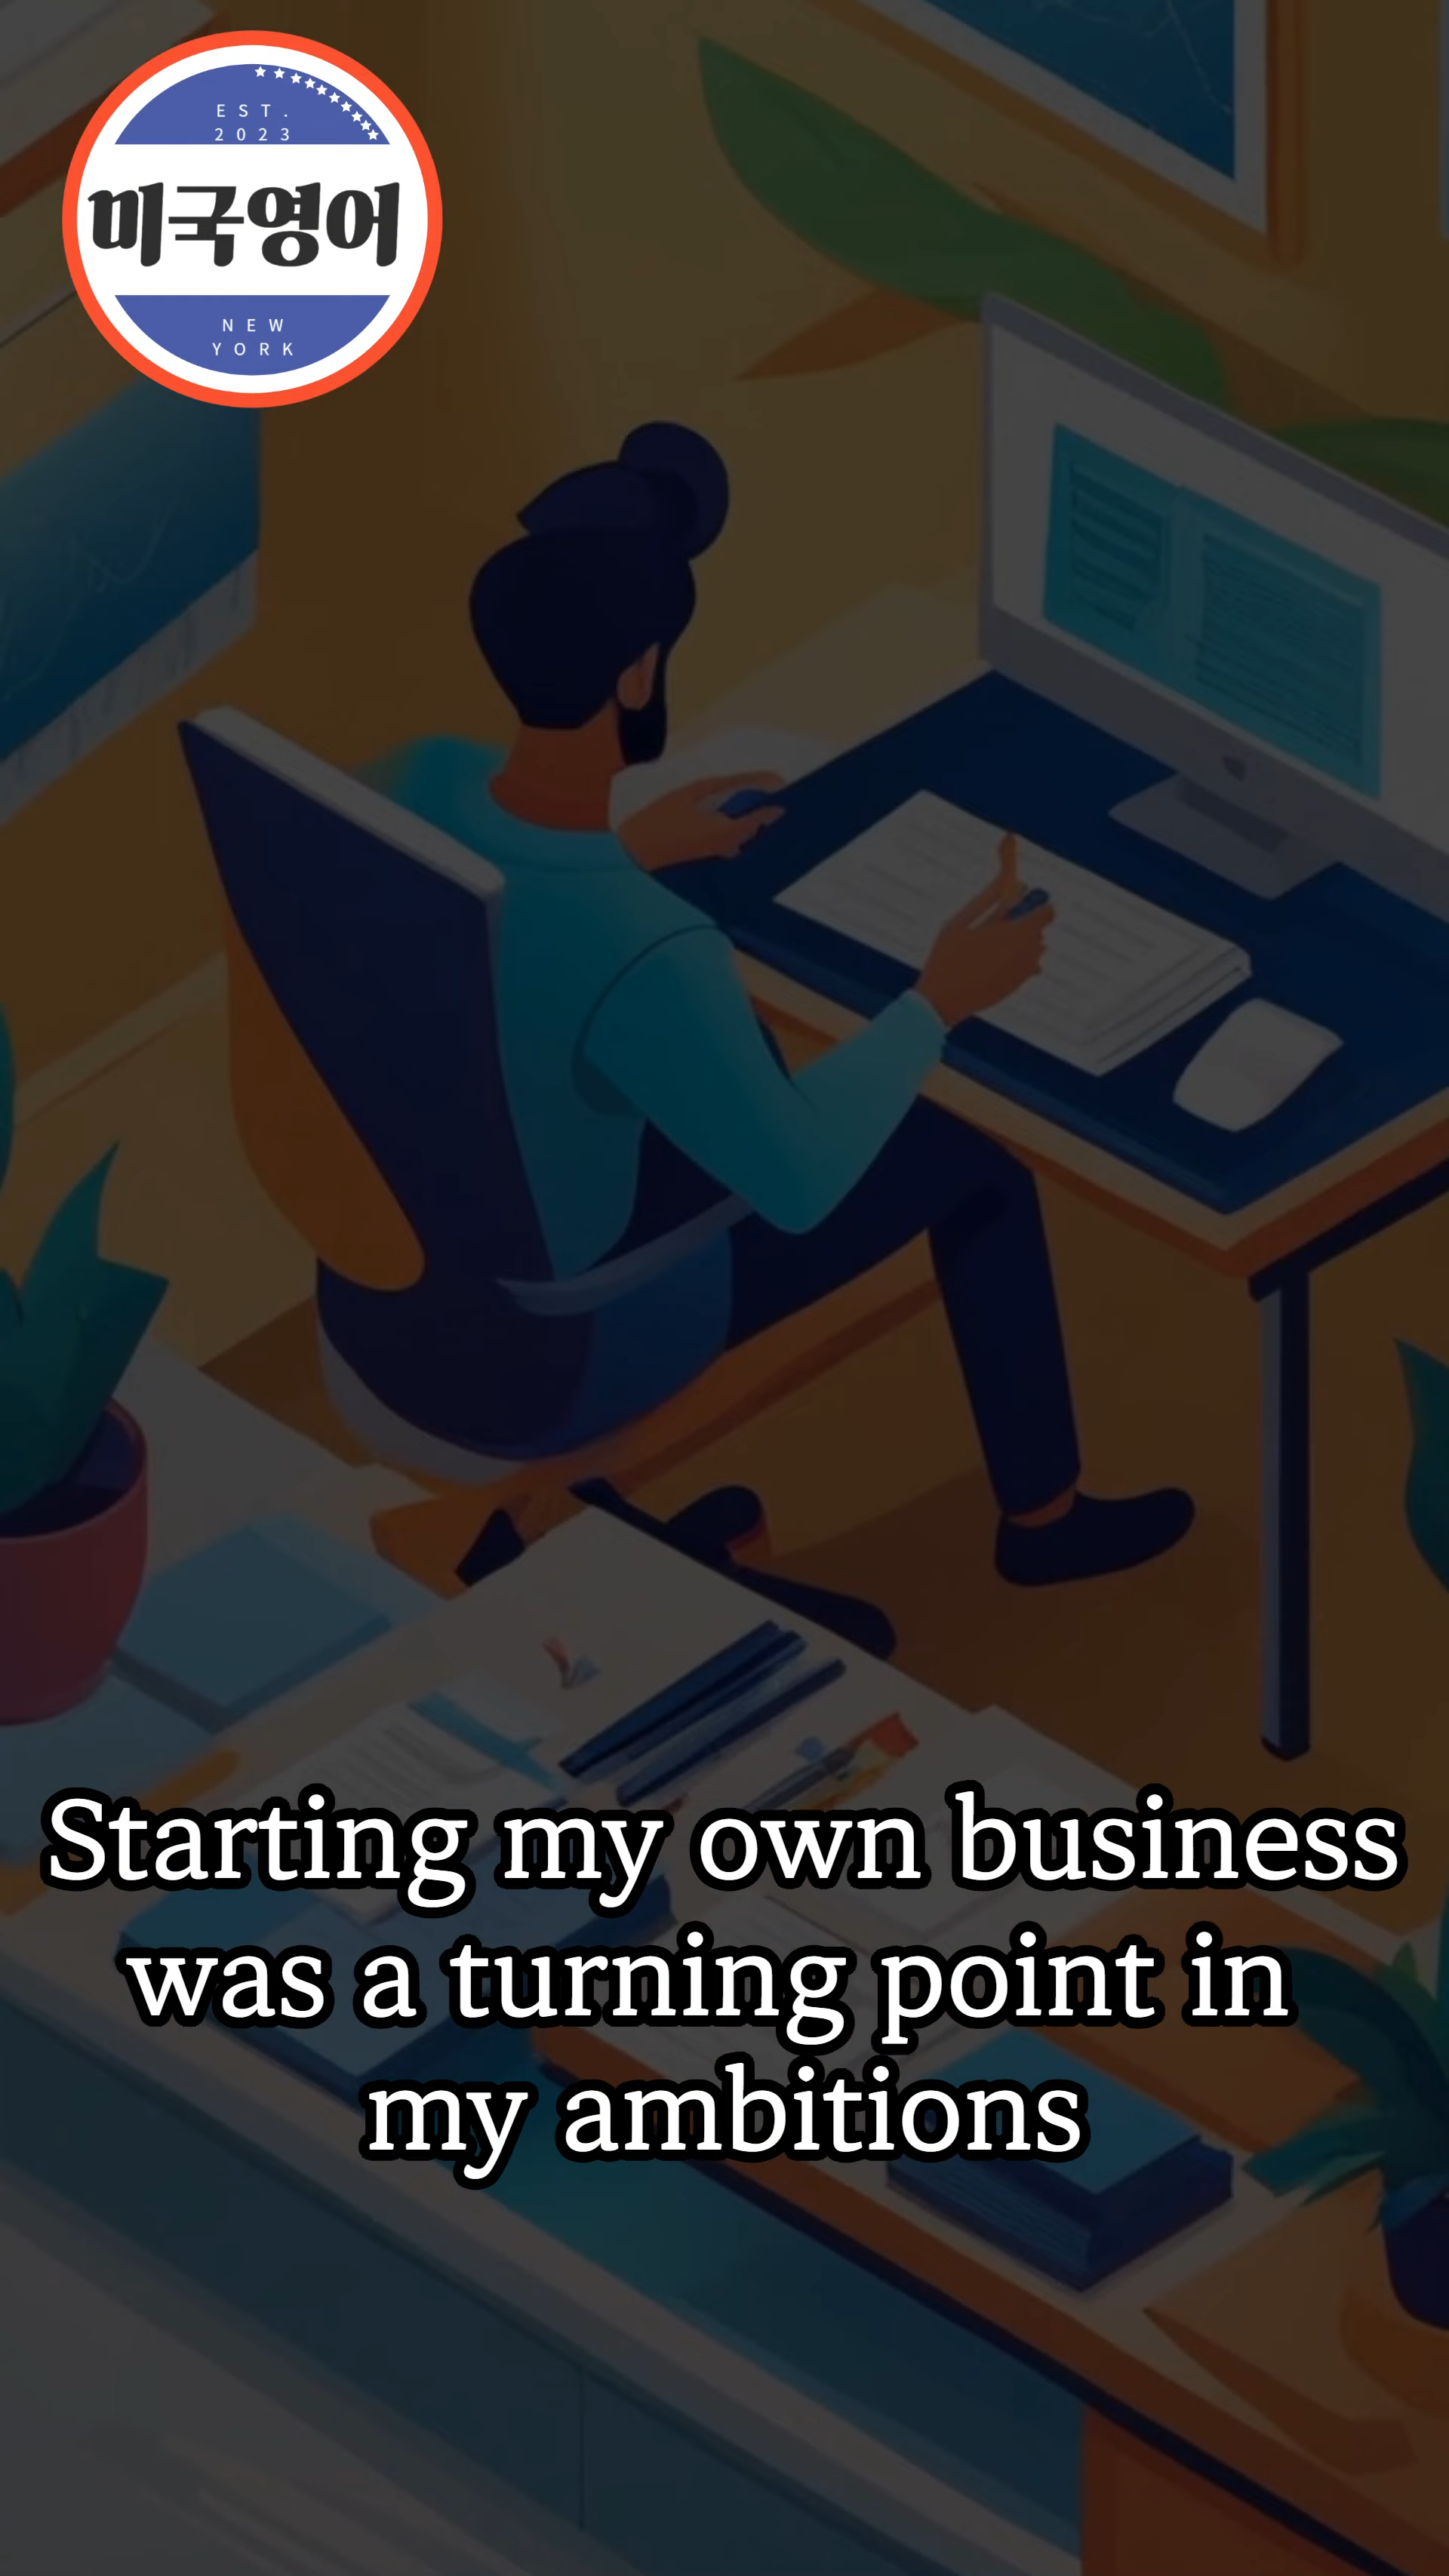 EST.
2023
미국영어
NEW
YORK
Starting my own business
was a turning point in
my ambitions